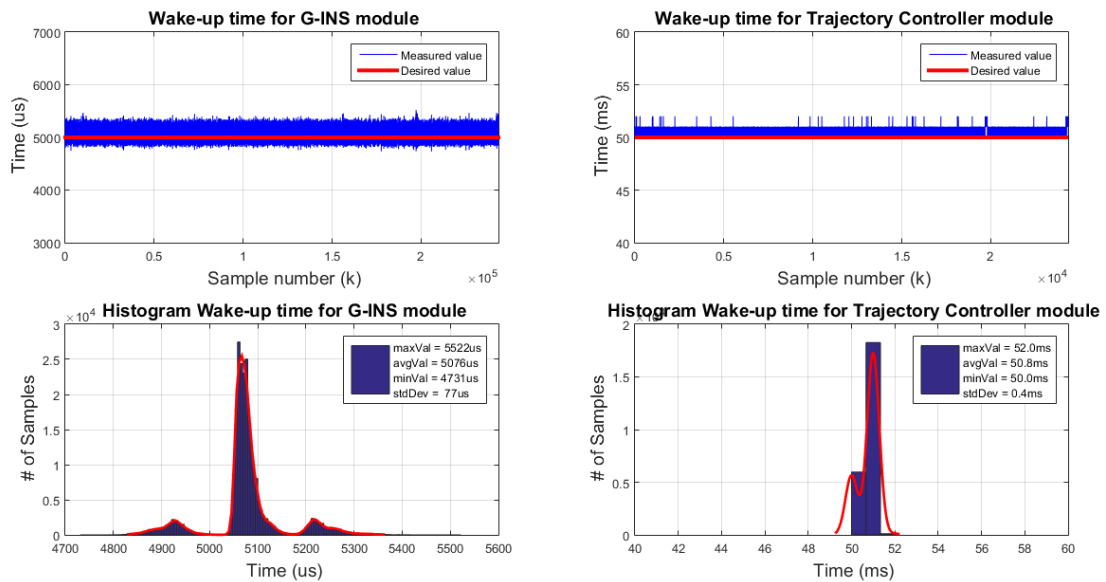 Wake-up time for G-INS module
7000
6000
5000
4000
3000
Time (us)
Measured value
Desired value
0
0.5
1
1.5
2
×10^5
Sample number (k)
Wake-up time for Trajectory Controller module
60
55
50
45
40
Time (ms)
Measured value
Desired value
0
1
2
×10^4
Sample number (k)
Histogram Wake-up time for G-INS module
×10^4
3
2.5
2
1.5
1
0.5
0
# of Samples
maxVal = 5522us
avgVal = 5076us
minVal = 4731us
stdDev = 77us
4700
4800
4900
5000
5100
5200
5300
5400
5500
5600
Time (us)
Histogram Wake-up time for Trajectory Controller module
2
1.5
1
0.5
0
# of Samples
maxVal = 52.0ms
avgVal = 50.8ms
minVal = 50.0ms
stdDev = 0.4ms
40
42
44
46
48
50
52
54
56
58
60
Time (ms)